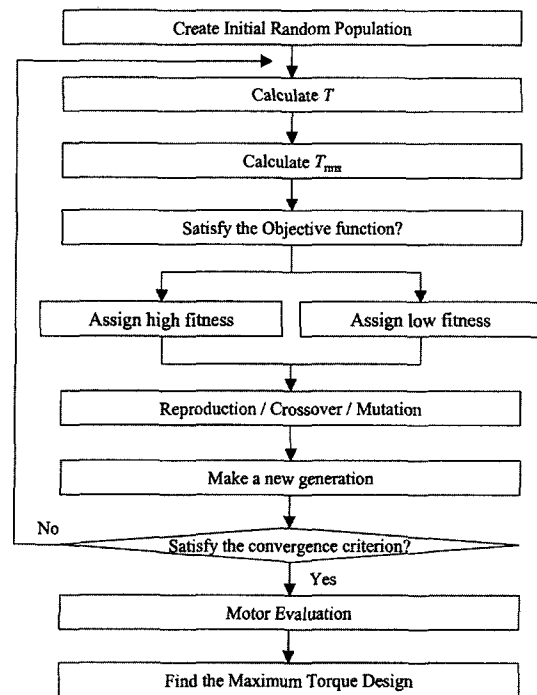 Create Initial Random Population
Calculate T
Calculate T_rms
Satisfy the Objective function?
Assign high fitness
Assign low fitness
Reproduction / Crossover / Mutation
Make a new generation
No
Satisfy the convergence criterion?
Yes
Motor Evaluation
Find the Maximum Torque Design